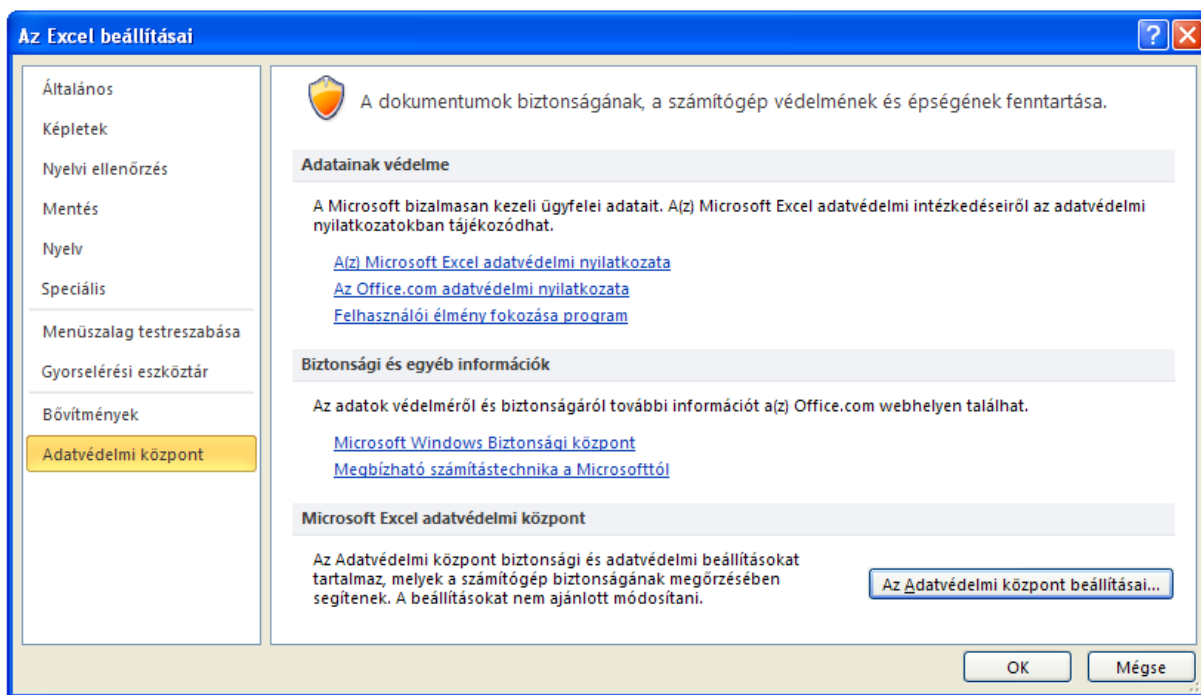 Az Excel beállításai
Általános
Képletek
Nyelvi ellenőrzés
Mentés
Nyelv
Speciális
Menüszalag testreszabása
Gyorselérési eszköztár
Bővítmények
Adatvédelmi központ
A dokumentumok biztonságának, a számítógép védelmének és épségének fenntartása.
Adatainak védelme
A Microsoft bizalmasan kezeli ügyfelei adatait. A(z) Microsoft Excel adatvédelmi intézkedéseiről az adatvédelmi
nyilatkozatokban tájékozódhat.
A(z) Microsoft Excel adatvédelmi nyilatkozata
Az Office.com adatvédelmi nyilatkozata
Felhasználói élmény fokozása program
Biztonsági és egyéb információk
Az adatok védelméről és biztonságáról további információt a(z) Office.com webhelyen találhat.
Microsoft Windows Biztonsági központ
Megbízható számítástechnika a Microsofttól
Microsoft Excel adatvédelmi központ
Az Adatvédelmi központ biztonsági és adatvédelmi beállításokat
tartalmaz, melyek a számítógép biztonságának megőrzésében
segítenek. A beállításokat nem ajánlott módosítani.
Az Adatvédelmi központ beállításai...
OK
Mégse